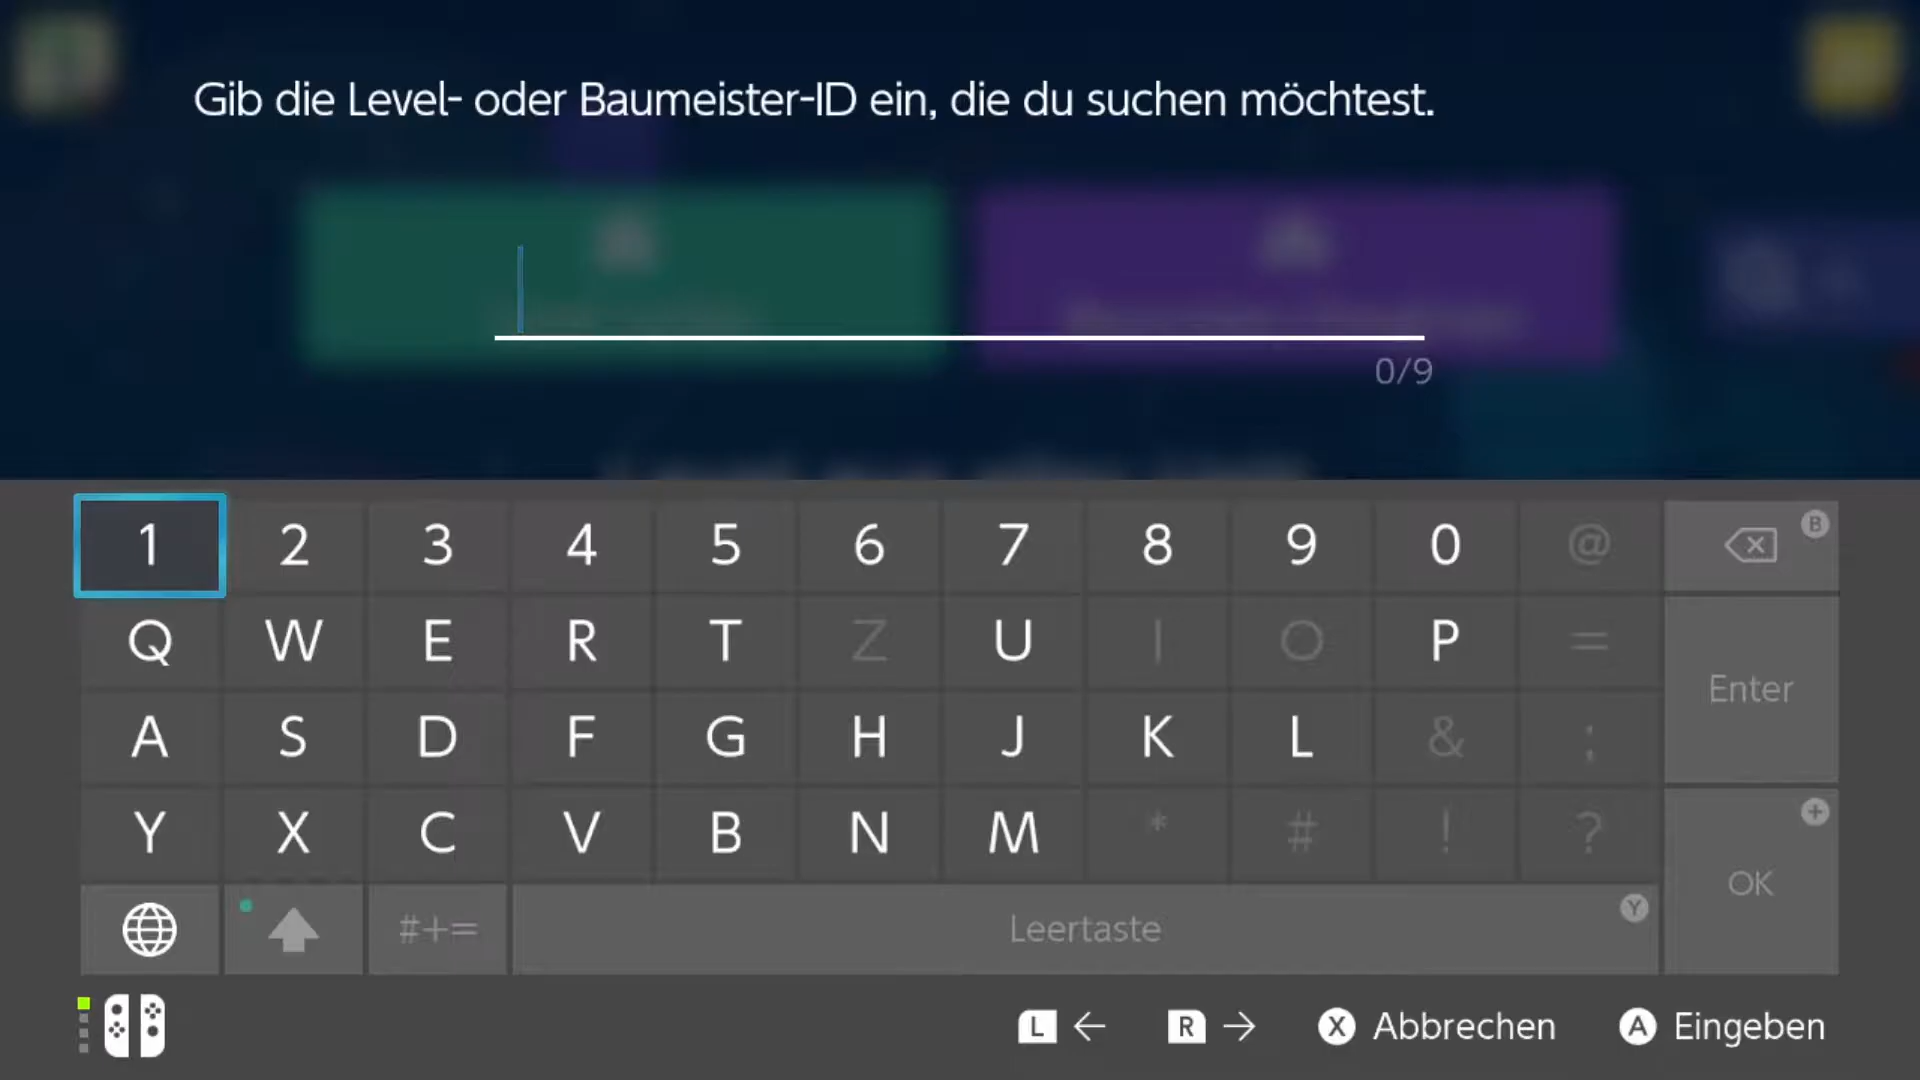 Gib die Level- oder Baumeister-ID ein, die du suchen möchtest.
0/9
1 2 3 4 5 6 7 8 9 0 @ B
Q W E R T Z U I O P = Enter
A S D F G H J K L & ;
Y X C V B N M * # ! ? + OK
#+= Leertaste Y
L ← R → X Abbrechen A Eingeben